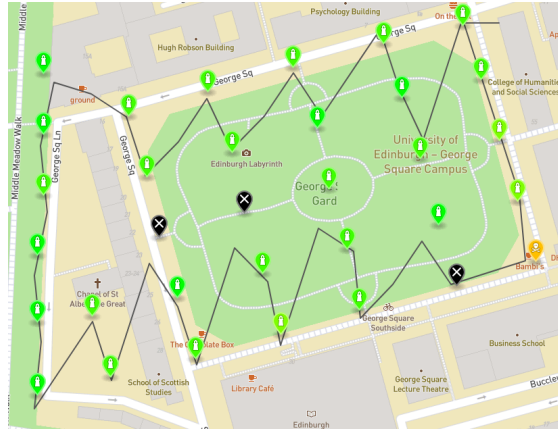 Middle
Psychology Building
Hugh Robson Building
On the
George Sq
College of Humanities
and Social Sciences
ground
George Sq
Middle Meadow Walk
George Sq Ln
George Sq
University of
Edinburgh – George
Square Campus
Edinburgh Labyrinth
Gard
Chapel of St
Albert the Great
Bambi's
George Square
Southside
Business School
School of Scottish
Studies
Library Café
George Square
Lecture Theatre
Edinburgh